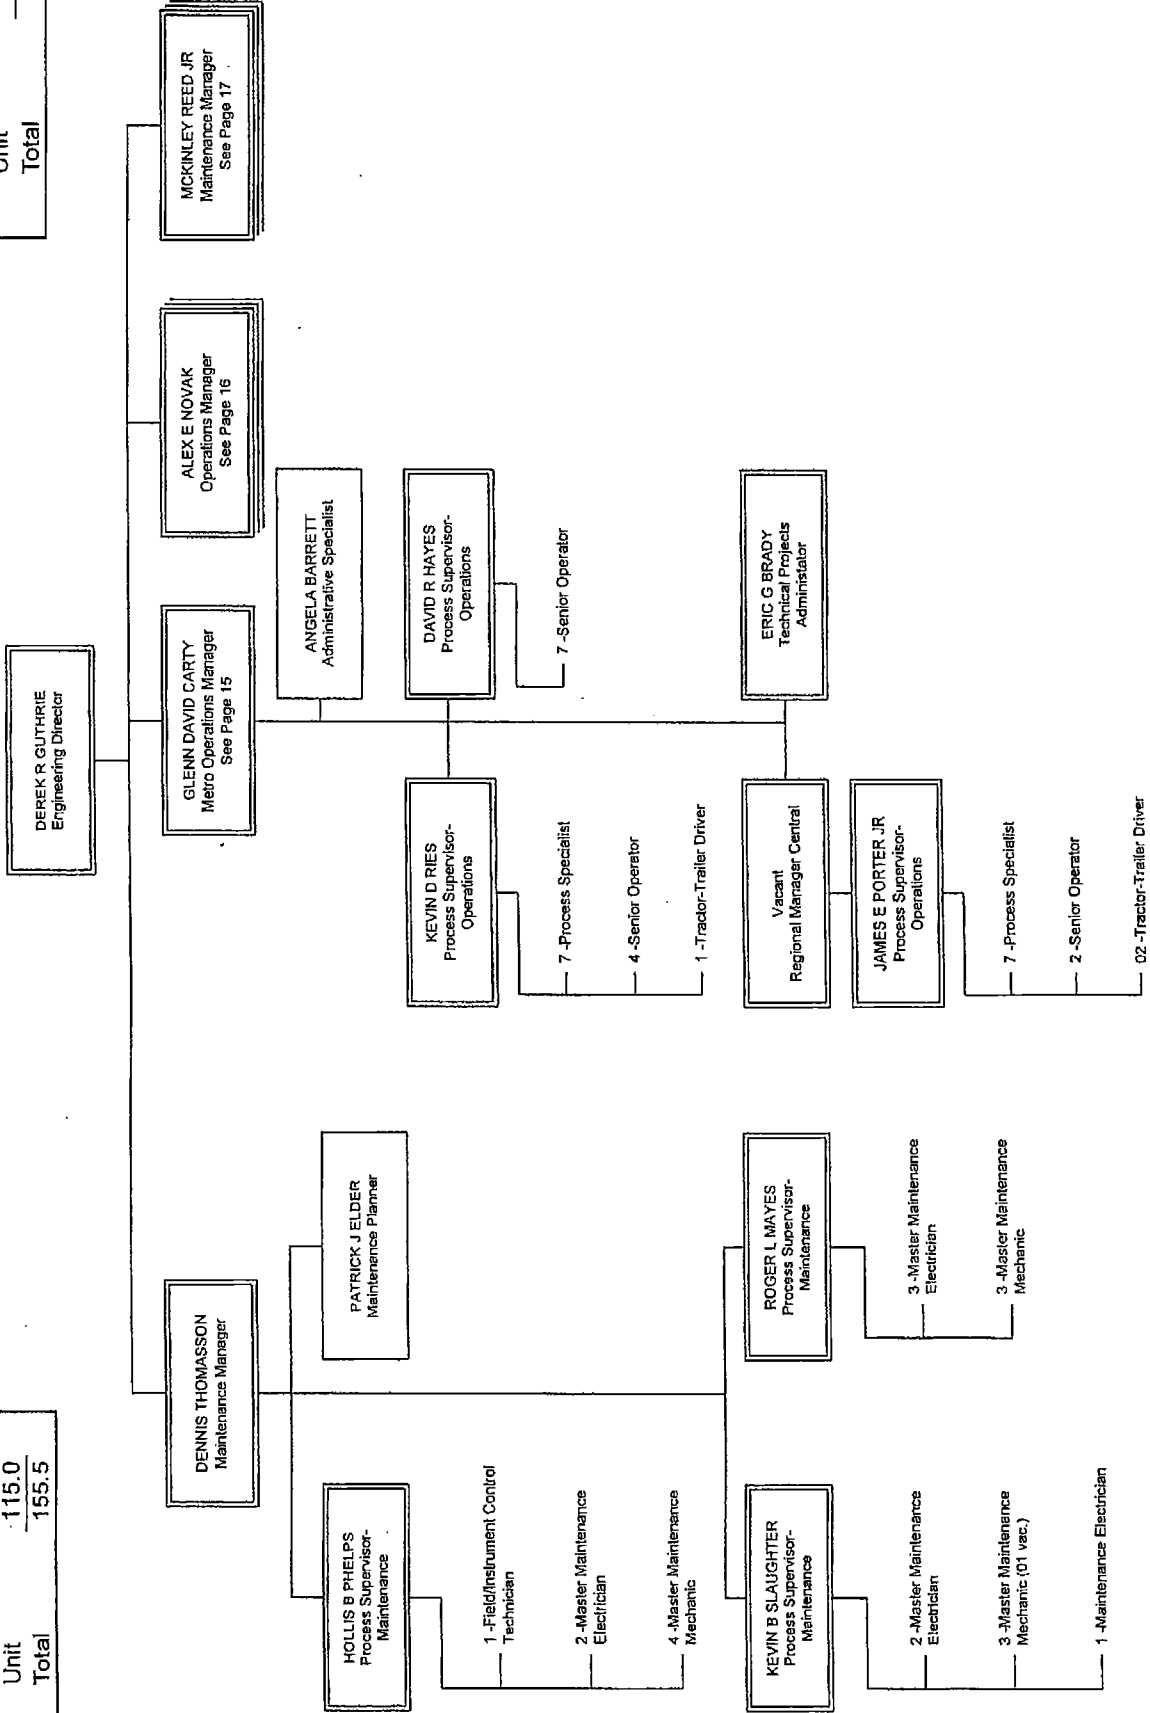 Unit 115.0
Total 155.5
Unit
Total
DEREK R GUTHRIE
Engineering Director
DENNIS THOMASSON
Maintenance Manager
GLENN DAVID CARTY
Metro Operations Manager
See Page 15
ALEX E NOVAK
Operations Manager
See Page 16
MCKINLEY REED JR
Maintenance Manager
See Page 17
HOLLIS B PHELPS
Process Supervisor-
Maintenance
1 -Field/Instrument Control
Technician
2 -Master Maintenance
Electrician
4 -Master Maintenance
Mechanic
PATRICK J ELDER
Maintenance Planner
KEVIN B SLAUGHTER
Process Supervisor-
Maintenance
2 -Master Maintenance
Electrician
3 -Master Maintenance
Mechanic (01 vac.)
1 -Maintenance Electrician
ROGER L MAYES
Process Supervisor-
Maintenance
3 -Master Maintenance
Electrician
3 -Master Maintenance
Mechanic
ANGELA BARRETT
Administrative Specialist
KEVIN D RIES
Process Supervisor-
Operations
7 -Process Specialist
4 -Senior Operator
1 -Tractor-Trailer Driver
DAVID R HAYES
Process Supervisor-
Operations
7 -Senior Operator
Vacant
Regional Manager Central
ERIC G BRADY
Technical Projects
Administator
JAMES E PORTER JR
Process Supervisor-
Operations
7 -Process Specialist
2 -Senior Operator
02 -Tractor-Trailer Driver